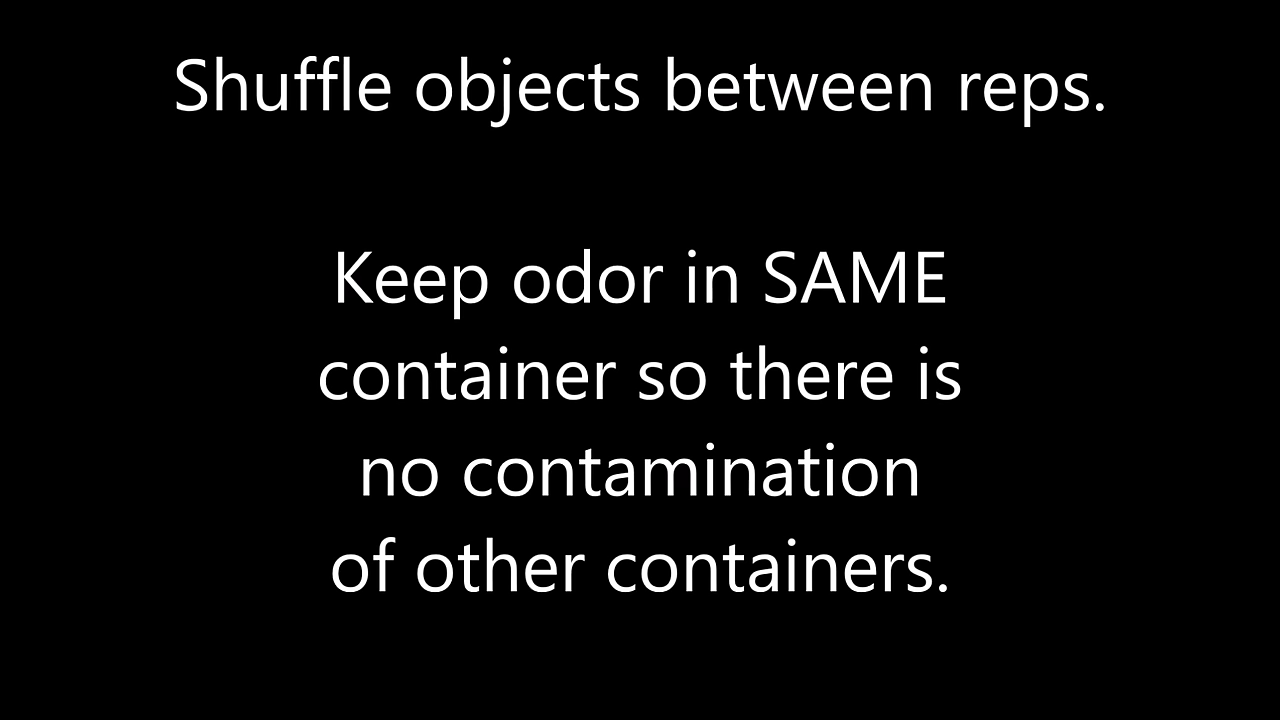 Shuffle objects between reps.
Keep odor in SAME
container so there is
no contamination
of other containers.